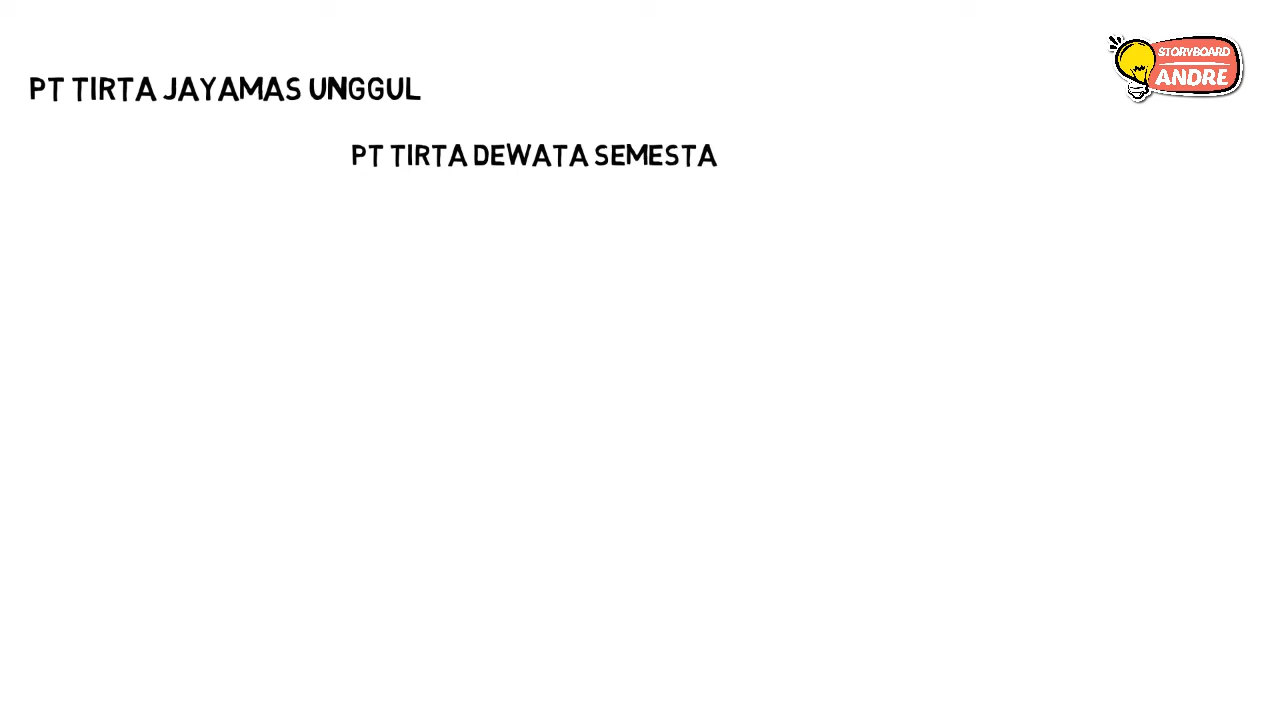 STORYBOARD
ANDRE
PT TIRTA JAYAMAS UNGGUL
PT TIRTA DEWATA SEMESTA